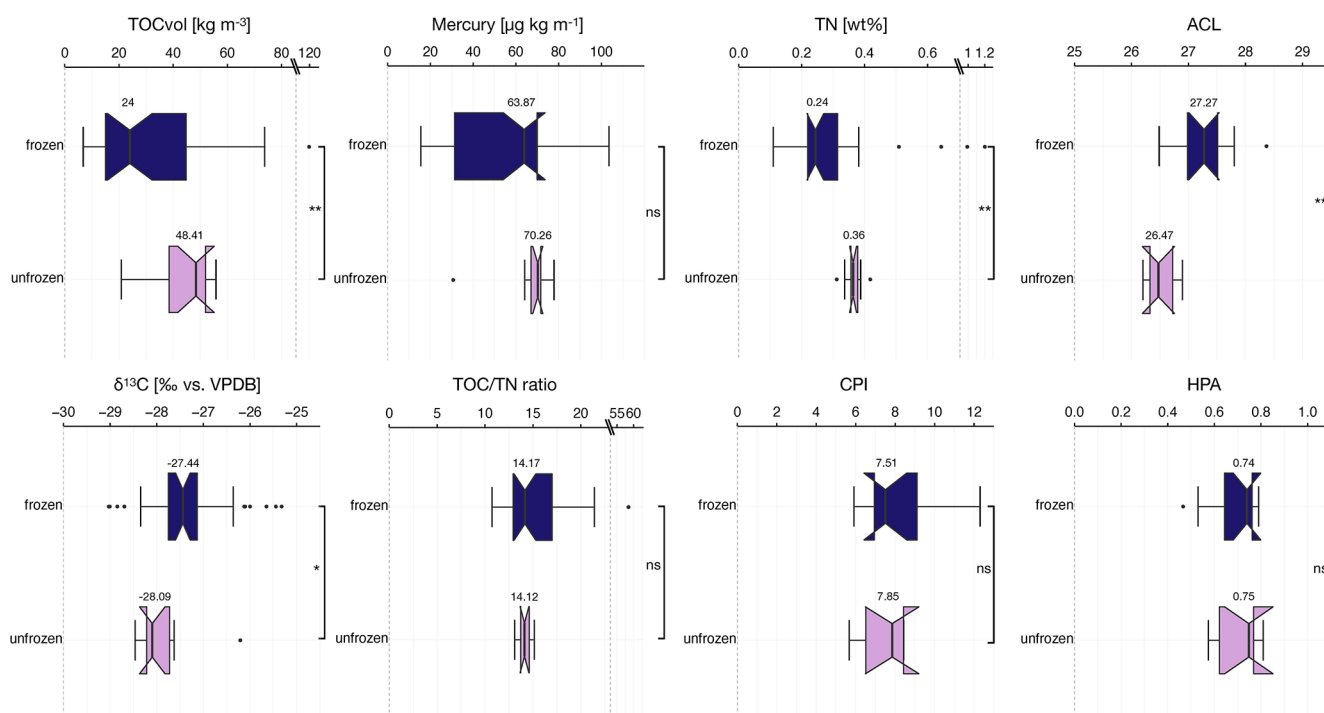 TOCvol [kg m-3]
0 20 40 60 80 120
24
frozen
**
48.41
unfrozen
Mercury [µg kg m-1]
0 20 40 60 80 100
63.87
frozen
ns
70.26
unfrozen
TN [wt%]
0.0 0.2 0.4 0.6 1 1.2
0.24
frozen
**
0.36
unfrozen
ACL
25 26 27 28 29
27.27
frozen
**
26.47
unfrozen
δ13C [‰ vs. VPDB]
−30 −29 −28 −27 −26 −25
-27.44
frozen
*
-28.09
unfrozen
TOC/TN ratio
0 5 10 15 20 55 60
14.17
frozen
ns
14.12
unfrozen
CPI
0 2 4 6 8 10 12
7.51
frozen
ns
7.85
unfrozen
HPA
0.0 0.2 0.4 0.6 0.8 1.0
0.74
frozen
ns
0.75
unfrozen